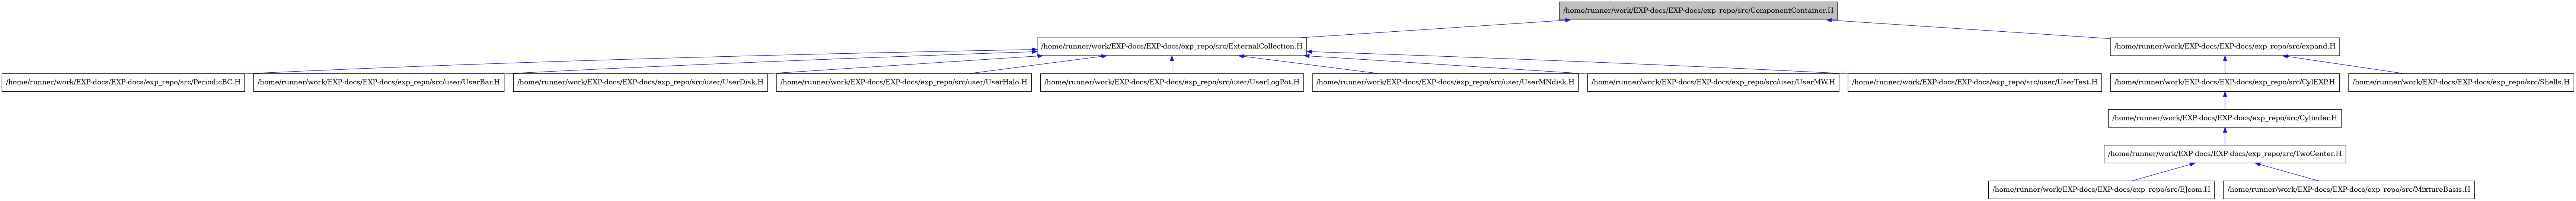 /home/runner/work/EXP-docs/EXP-docs/exp_repo/src/ComponentContainer.H
/home/runner/work/EXP-docs/EXP-docs/exp_repo/src/ExternalCollection.H
/home/runner/work/EXP-docs/EXP-docs/exp_repo/src/expand.H
/home/runner/work/EXP-docs/EXP-docs/exp_repo/src/PeriodicBC.H
/home/runner/work/EXP-docs/EXP-docs/exp_repo/src/user/UserBar.H
/home/runner/work/EXP-docs/EXP-docs/exp_repo/src/user/UserDisk.H
/home/runner/work/EXP-docs/EXP-docs/exp_repo/src/user/UserHalo.H
/home/runner/work/EXP-docs/EXP-docs/exp_repo/src/user/UserLogPot.H
/home/runner/work/EXP-docs/EXP-docs/exp_repo/src/user/UserMNdisk.H
/home/runner/work/EXP-docs/EXP-docs/exp_repo/src/user/UserMW.H
/home/runner/work/EXP-docs/EXP-docs/exp_repo/src/user/UserTest.H
/home/runner/work/EXP-docs/EXP-docs/exp_repo/src/CylEXP.H
/home/runner/work/EXP-docs/EXP-docs/exp_repo/src/Shells.H
/home/runner/work/EXP-docs/EXP-docs/exp_repo/src/Cylinder.H
/home/runner/work/EXP-docs/EXP-docs/exp_repo/src/TwoCenter.H
/home/runner/work/EXP-docs/EXP-docs/exp_repo/src/EJcom.H
/home/runner/work/EXP-docs/EXP-docs/exp_repo/src/MixtureBasis.H